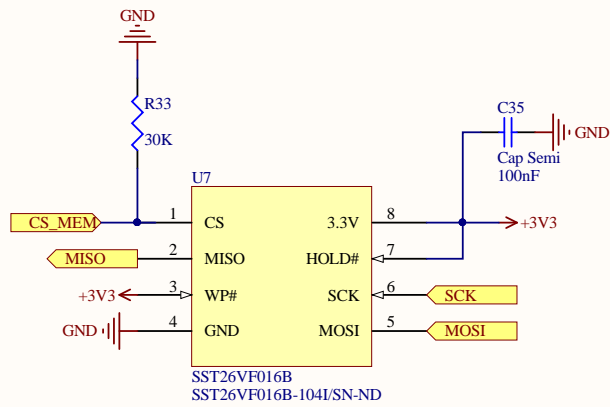 GND
R33
30K
C35
GND
Cap Semi
100nF
U7
CS_MEM
1
CS
3.3V
8
+3V3
MISO
2
MISO
HOLD#
7
+3V3
3
WP#
SCK
6
SCK
GND
4
GND
MOSI
5
MOSI
SST26VF016B
SST26VF016B-104I/SN-ND